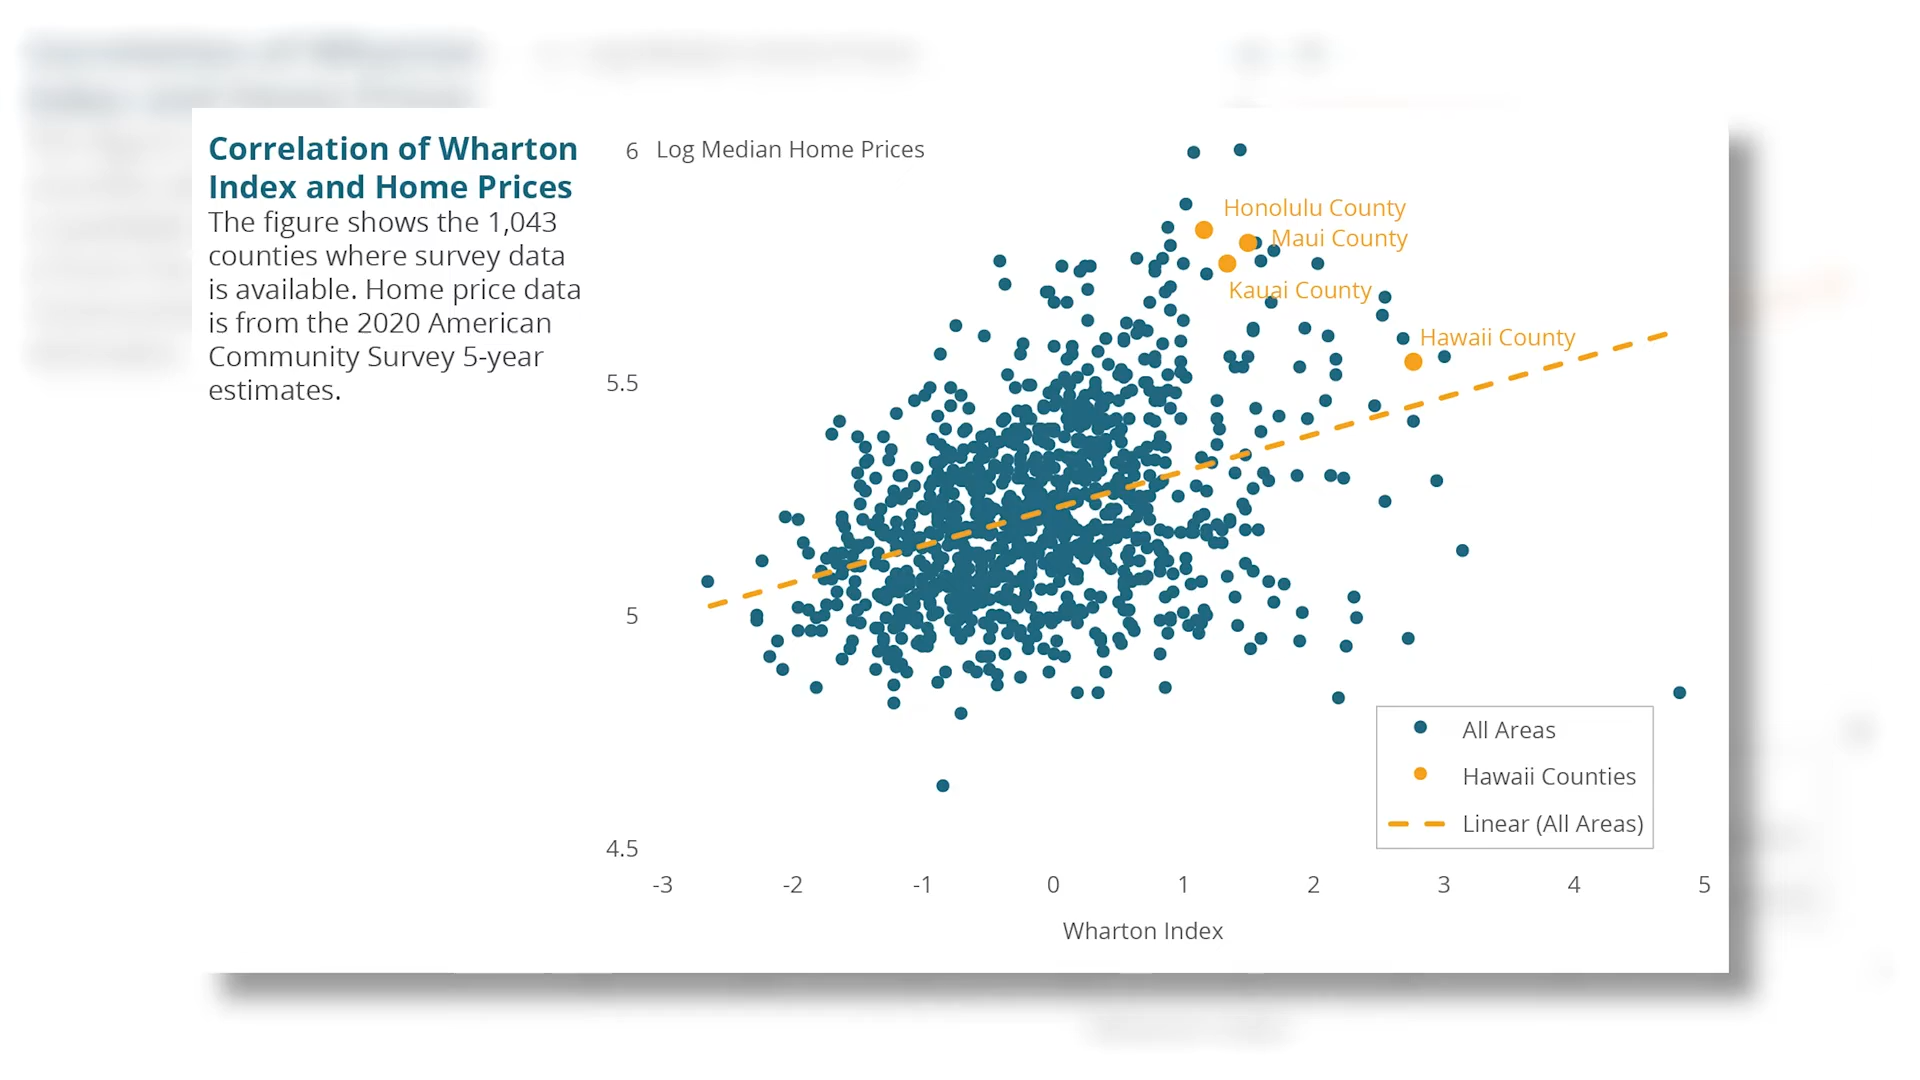 Correlation of Wharton
Index and Home Prices
The figure shows the 1,043
counties where survey data
is available. Home price data
is from the 2020 American
Community Survey 5-year
estimates.
6 Log Median Home Prices
5.5
5
4.5
Honolulu County
Maui County
Kauai County
Hawaii County
All Areas
Hawaii Counties
Linear (All Areas)
-3 -2 -1 0 1 2 3 4 5
Wharton Index